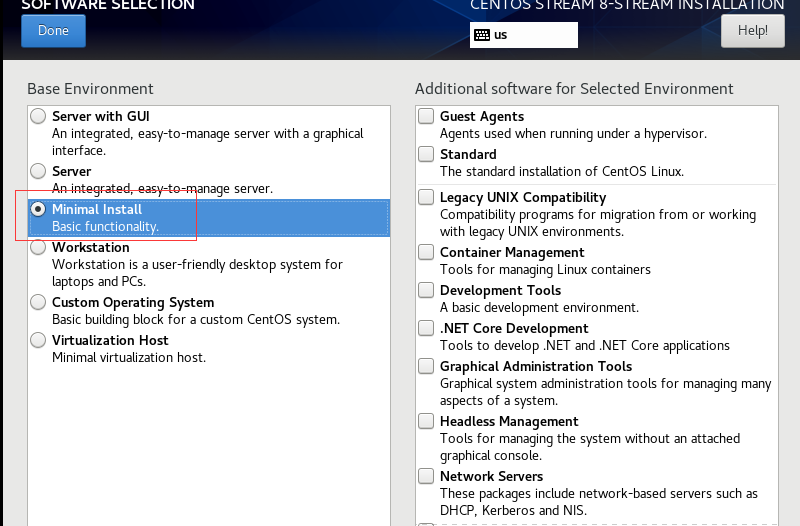 SOFTWARE SELECTION
CENTOS STREAM 8-STREAM INSTALLATION
Done
us
Help!
Base Environment
Server with GUI
An integrated, easy-to-manage server with a graphical
interface.
Server
An integrated, easy-to-manage server.
Minimal Install
Basic functionality.
Workstation
Workstation is a user-friendly desktop system for
laptops and PCs.
Custom Operating System
Basic building block for a custom CentOS system.
Virtualization Host
Minimal virtualization host.
Additional software for Selected Environment
Guest Agents
Agents used when running under a hypervisor.
Standard
The standard installation of CentOS Linux.
Legacy UNIX Compatibility
Compatibility programs for migration from or working
with legacy UNIX environments.
Container Management
Tools for managing Linux containers
Development Tools
A basic development environment.
.NET Core Development
Tools to develop .NET and .NET Core applications
Graphical Administration Tools
Graphical system administration tools for managing many
aspects of a system.
Headless Management
Tools for managing the system without an attached
graphical console.
Network Servers
These packages include network-based servers such as
DHCP, Kerberos and NIS.